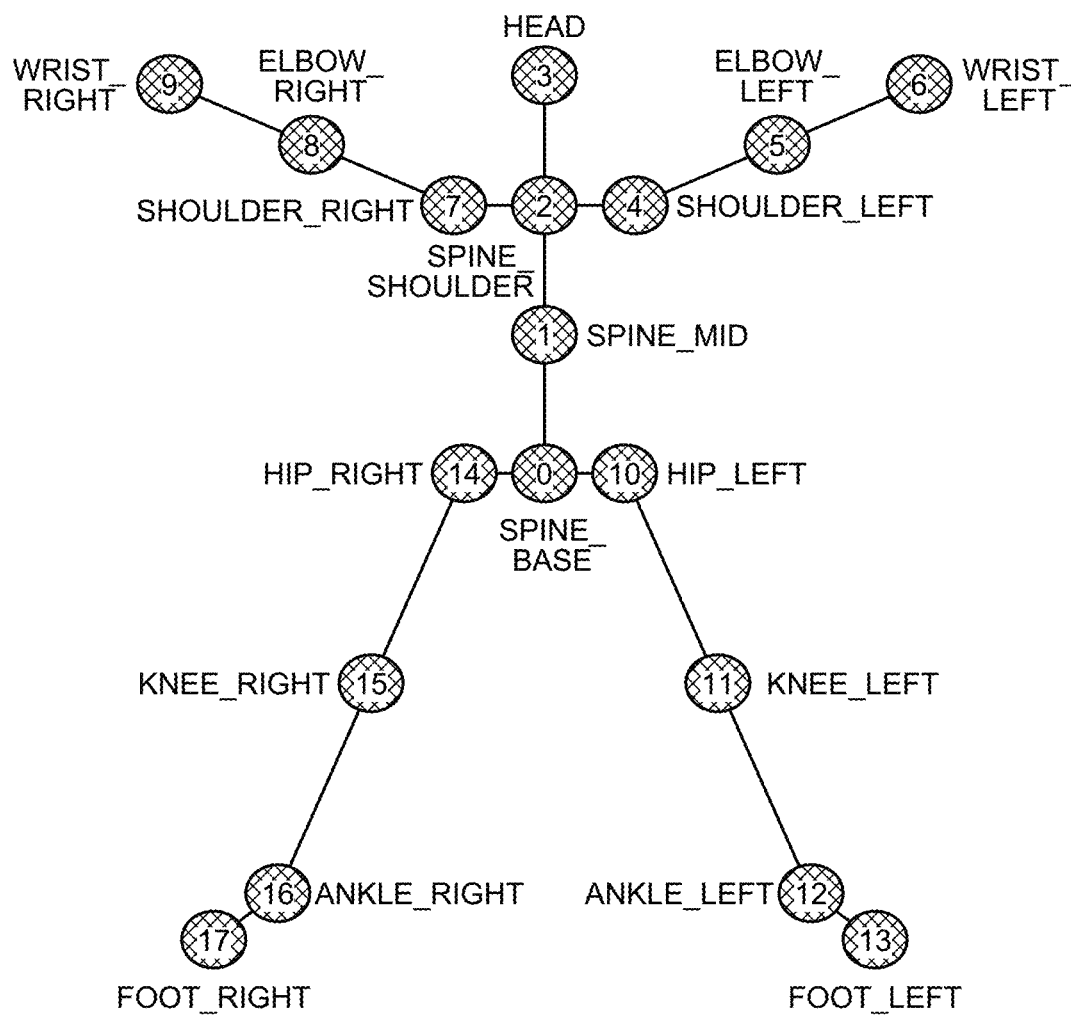 HEAD
3
WRIST_
RIGHT
9
ELBOW_
RIGHT
8
ELBOW_
LEFT
5
6
WRIST_
LEFT
SHOULDER_RIGHT
7
2
4
SHOULDER_LEFT
SPINE_
SHOULDER
1
SPINE_MID
HIP_RIGHT
14
0
10
HIP_LEFT
SPINE_
BASE
KNEE_RIGHT
15
11
KNEE_LEFT
16
ANKLE_RIGHT
ANKLE_LEFT
12
17
13
FOOT_RIGHT
FOOT_LEFT